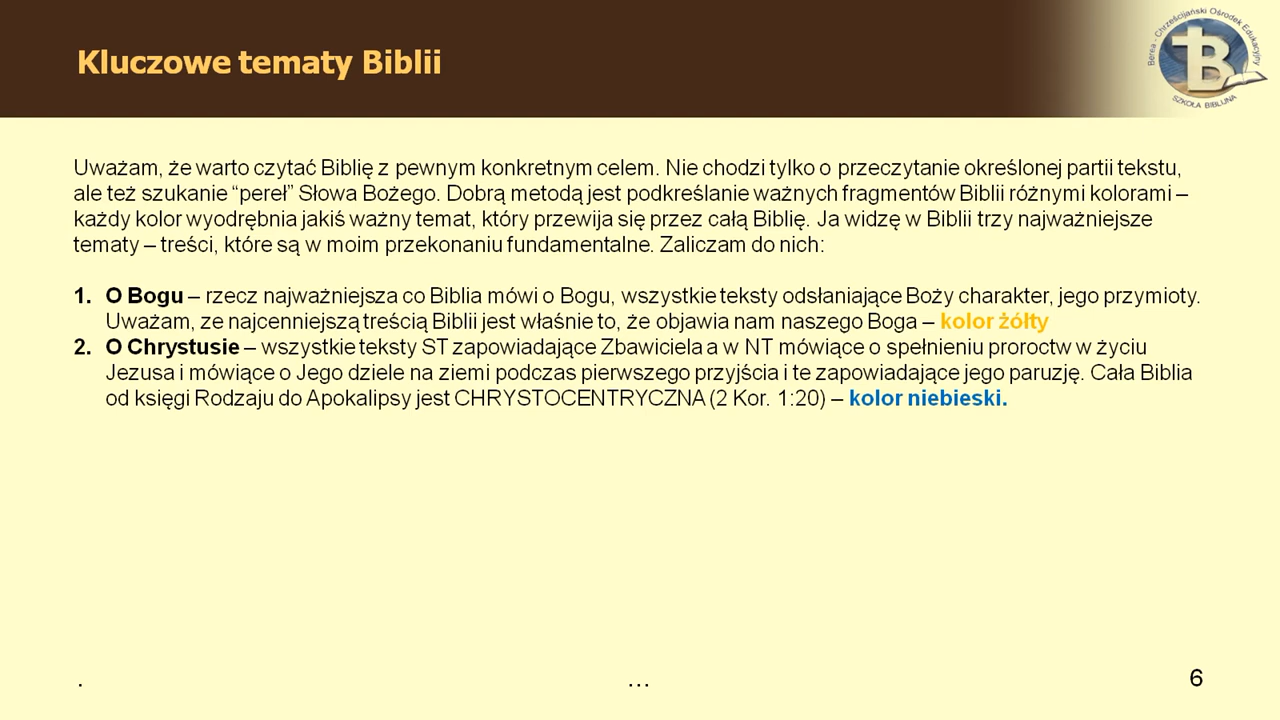 Kluczowe tematy Biblii
Berea - Chrześcijański Ośrodek Edukacyjny
B
SZKOŁA BIBLIJNA
Uważam, że warto czytać Biblię z pewnym konkretnym celem. Nie chodzi tylko o przeczytanie określonej partii tekstu,
ale też szukanie “pereł” Słowa Bożego. Dobrą metodą jest podkreślanie ważnych fragmentów Biblii różnymi kolorami –
każdy kolor wyodrębnia jakiś ważny temat, który przewija się przez całą Biblię. Ja widzę w Biblii trzy najważniejsze
tematy – treści, które są w moim przekonaniu fundamentalne. Zaliczam do nich:
1. O Bogu – rzecz najważniejsza co Biblia mówi o Bogu, wszystkie teksty odsłaniające Boży charakter, jego przymioty.
Uważam, ze najcenniejszą treścią Biblii jest właśnie to, że objawia nam naszego Boga – kolor żółty
2. O Chrystusie – wszystkie teksty ST zapowiadające Zbawiciela a w NT mówiące o spełnieniu proroctw w życiu
Jezusa i mówiące o Jego dziele na ziemi podczas pierwszego przyjścia i te zapowiadające jego paruzję. Cała Biblia
od księgi Rodzaju do Apokalipsy jest CHRYSTOCENTRYCZNA (2 Kor. 1:20) – kolor niebieski.
.
...
6